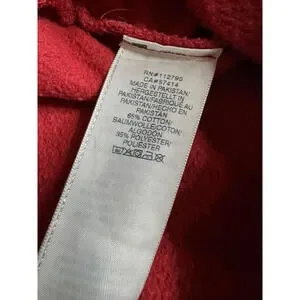 RN#112790
CA#57414
MADE IN PAKISTAN/
HERGESTELLT IN
PAKISTAN/FABRIQUÉ AU
PAKISTAN/HECHO EN
PAKISTAN
65% COTTON/
BAUMWOLLE/COTON/
ALGODÓN
35% POLYESTER/
POLIÉSTER